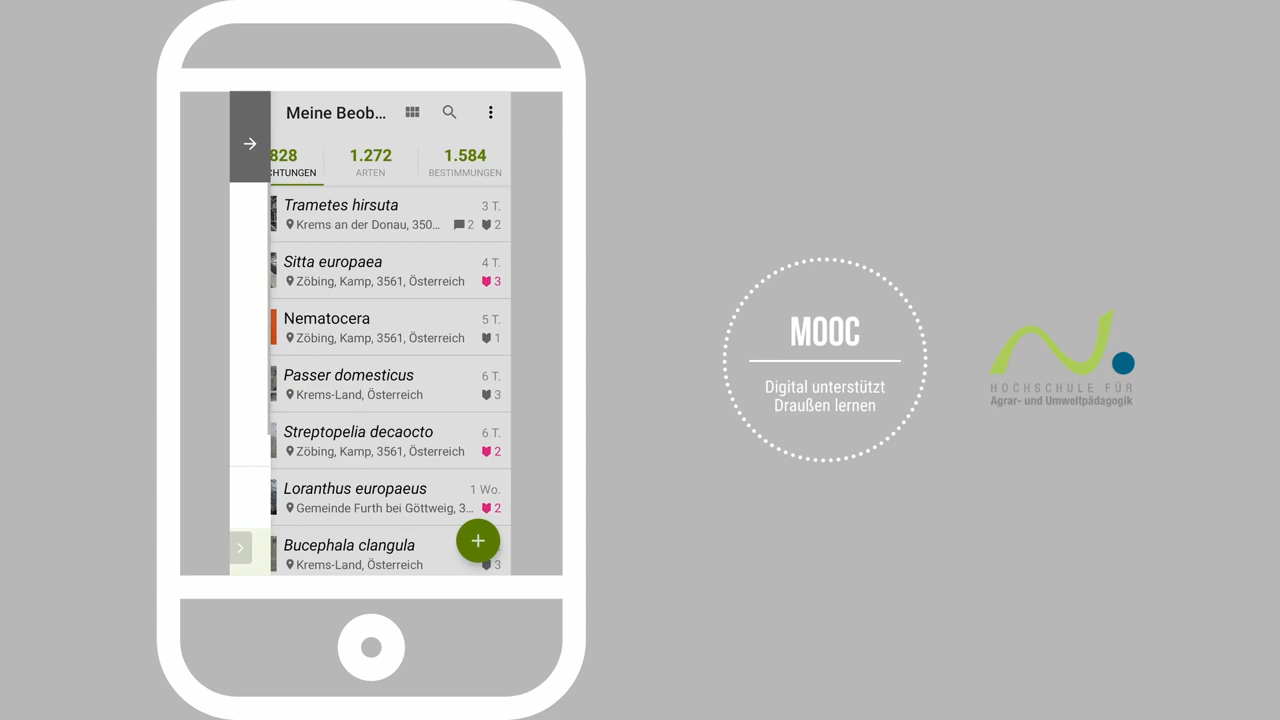 Meine Beob...
828
1.272
1.584
CHTUNGEN
ARTEN
BESTIMMUNGEN
Trametes hirsuta
3 T.
Krems an der Donau, 350...
2
2
Sitta europaea
4 T.
Zöbing, Kamp, 3561, Österreich
3
Nematocera
5 T.
Zöbing, Kamp, 3561, Österreich
1
Passer domesticus
6 T.
Krems-Land, Österreich
3
Streptopelia decaocto
6 T.
Zöbing, Kamp, 3561, Österreich
2
Loranthus europaeus
1 Wo.
Gemeinde Furth bei Göttweig, 3...
2
Bucephala clangula
Krems-Land, Österreich
3
MOOC
Digital unterstützt
Draußen lernen
HOCHSCHULE FÜR
Agrar- und Umweltpädagogik